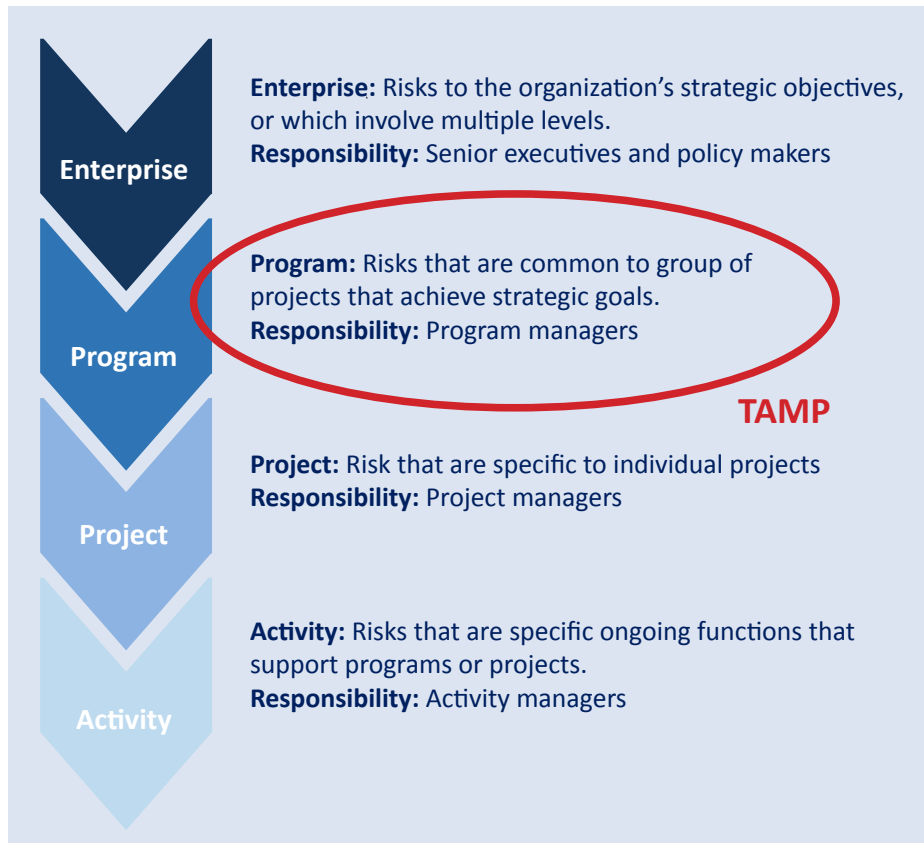 Enterprise: Risks to the organization's strategic objectives,
or which involve multiple levels.
Responsibility: Senior executives and policy makers
Enterprise
Program: Risks that are common to group of
projects that achieve strategic goals.
Responsibility: Program managers
Program
TAMP
Project: Risk that are specific to individual projects
Responsibility: Project managers
Project
Activity: Risks that are specific ongoing functions that
support programs or projects.
Responsibility: Activity managers
Activity